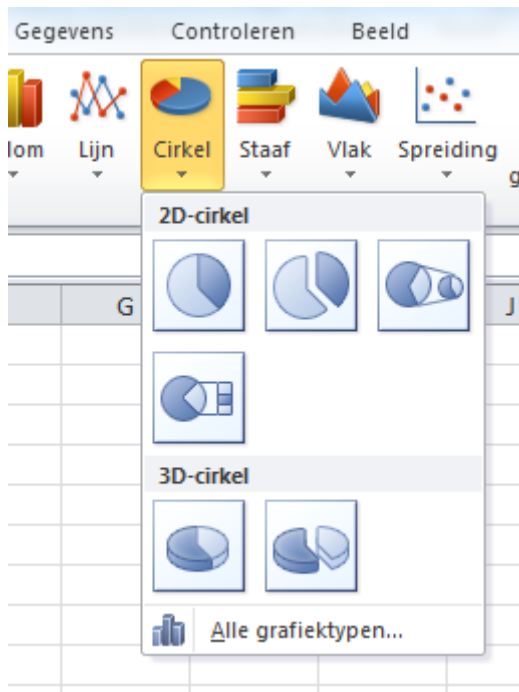 Gegevens Controleren Beeld
lom Lijn Cirkel Staaf Vlak Spreiding
g
2D-cirkel
G J
3D-cirkel
Alle grafiektypen...